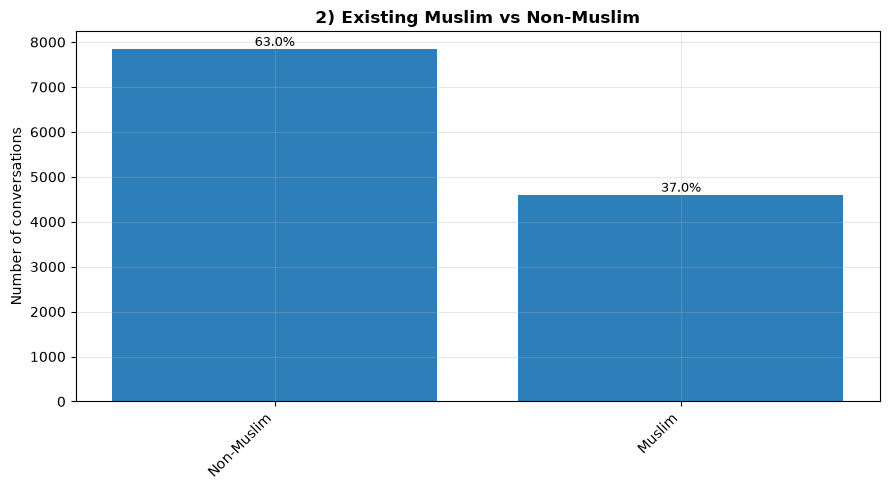 2) Existing Muslim vs Non-Muslim
Number of conversations
8000
7000
6000
5000
4000
3000
2000
1000
0
63.0%
37.0%
Non-Muslim
Muslim